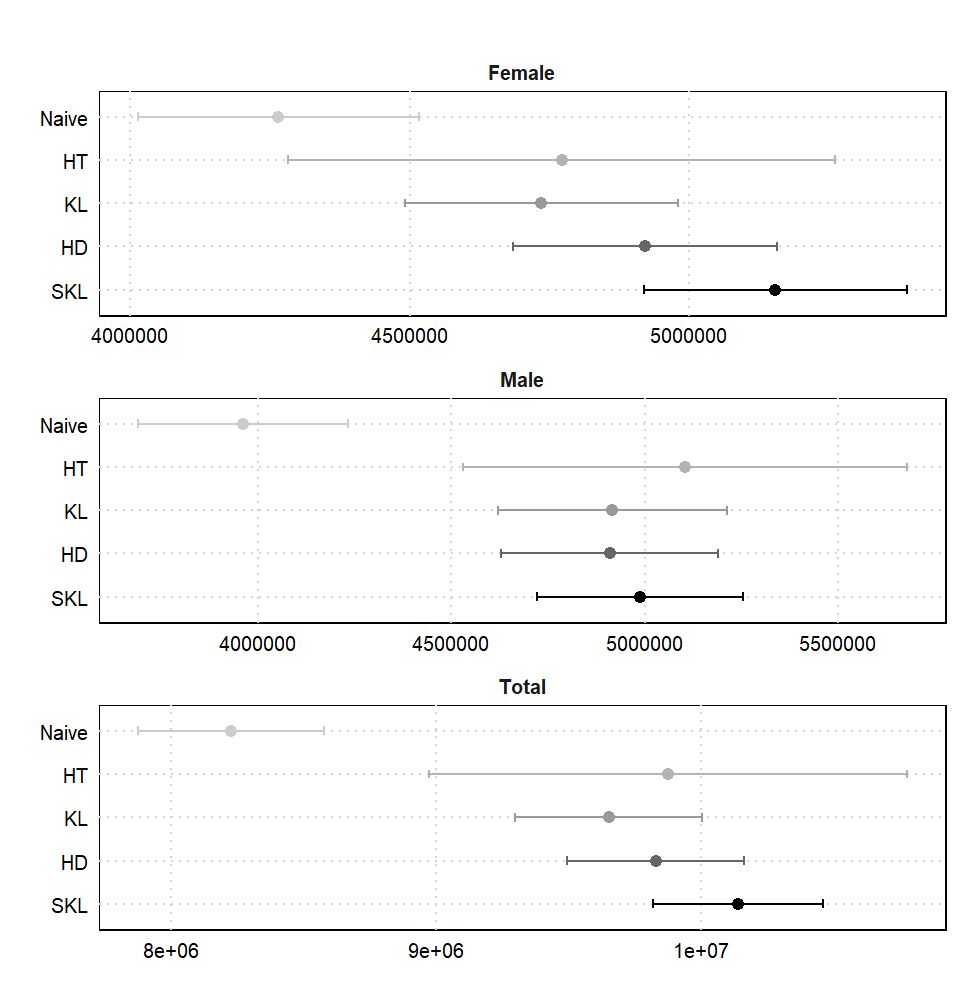 Female
Naive
HT
KL
HD
SKL
4000000 4500000 5000000
Male
Naive
HT
KL
HD
SKL
4000000 4500000 5000000 5500000
Total
Naive
HT
KL
HD
SKL
8e+06 9e+06 1e+07